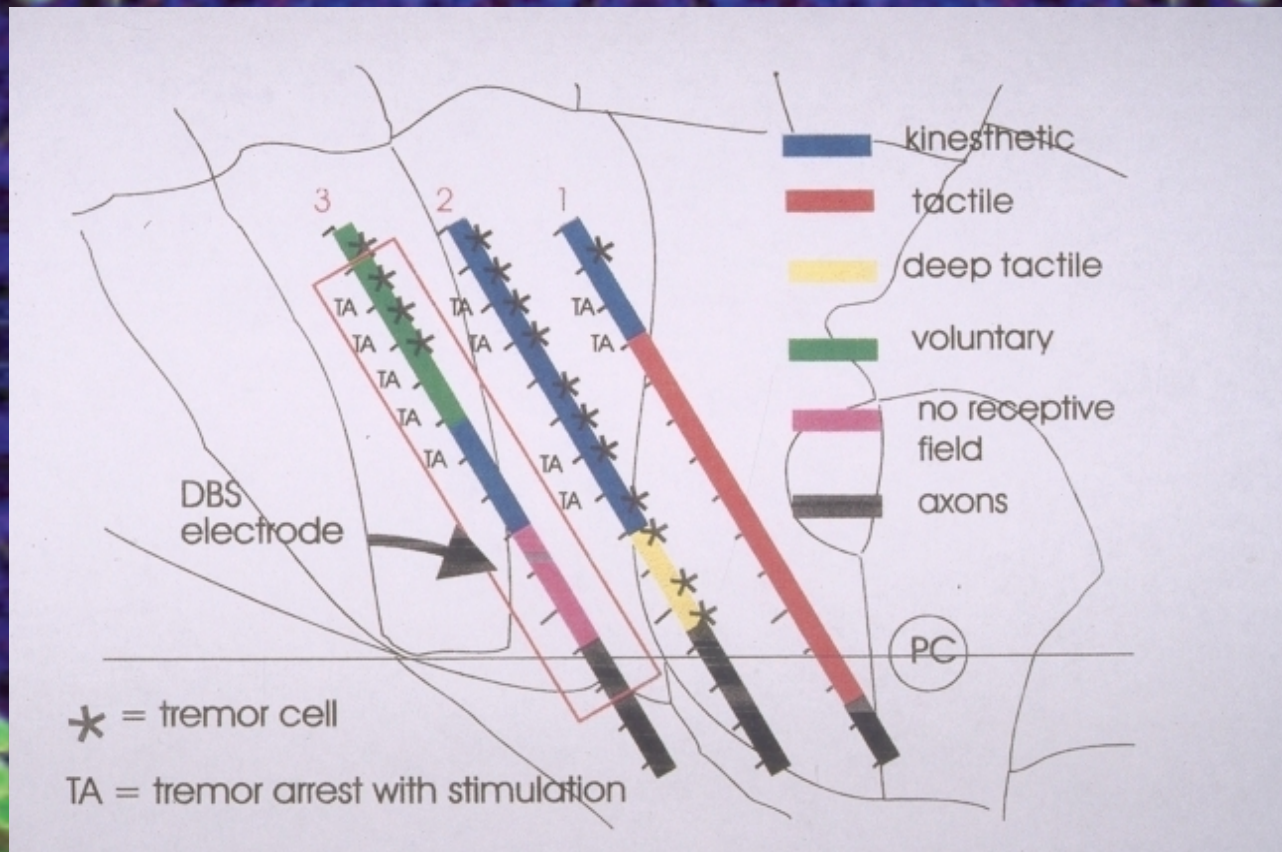 3
2
1
kinesthetic
tactile
deep tactile
voluntary
no receptive
field
axons
TA
TA
TA
TA
TA
TA
TA
TA
TA
TA
TA
DBS
electrode
PC
* = tremor cell
TA = tremor arrest with stimulation